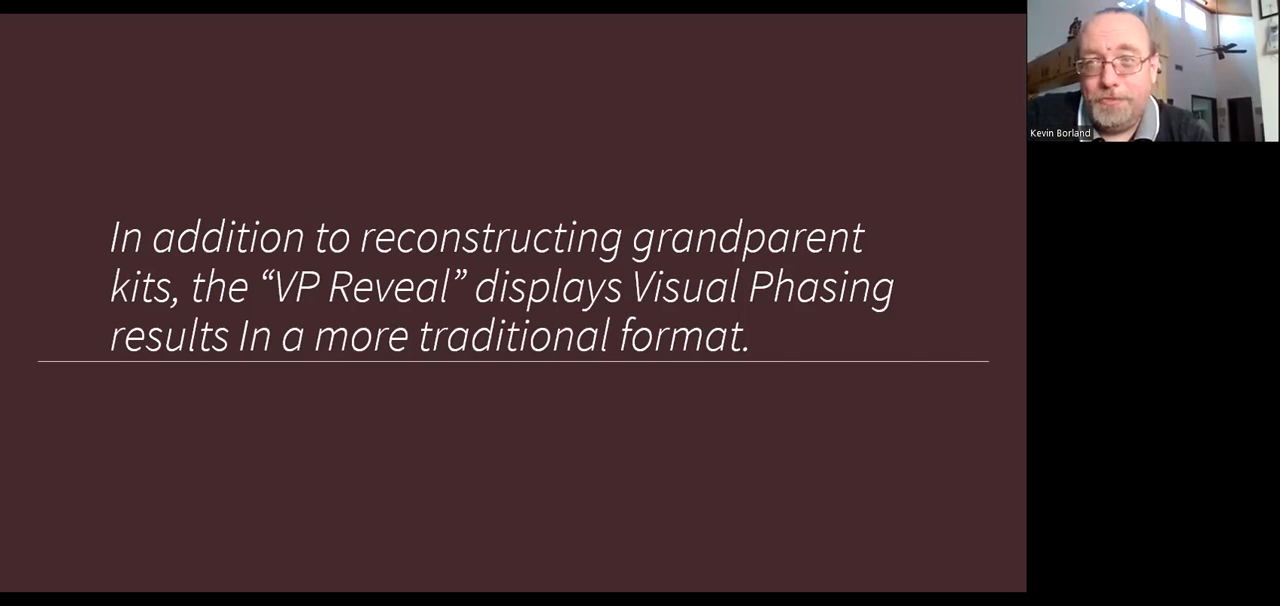 In addition to reconstructing grandparent
kits, the “VP Reveal” displays Visual Phasing
results In a more traditional format.
Kevin Borland